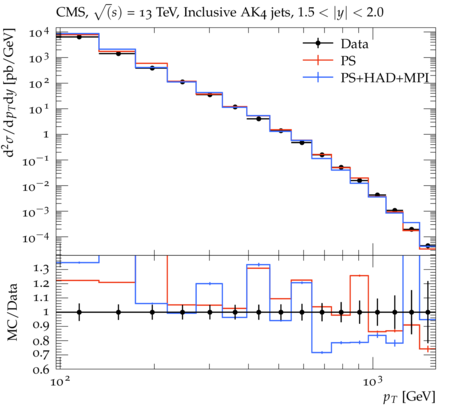 CMS, √(s) = 13 TeV, Inclusive AK4 jets, 1.5 < |y| < 2.0
d²σ/dp_T dy [pb/GeV]
10⁴
10³
10²
10¹
1
10⁻¹
10⁻²
10⁻³
10⁻⁴
Data
PS
PS+HAD+MPI
MC/Data
1.3
1.2
1.1
1
0.9
0.8
0.7
0.6
10²
10³
p_T [GeV]